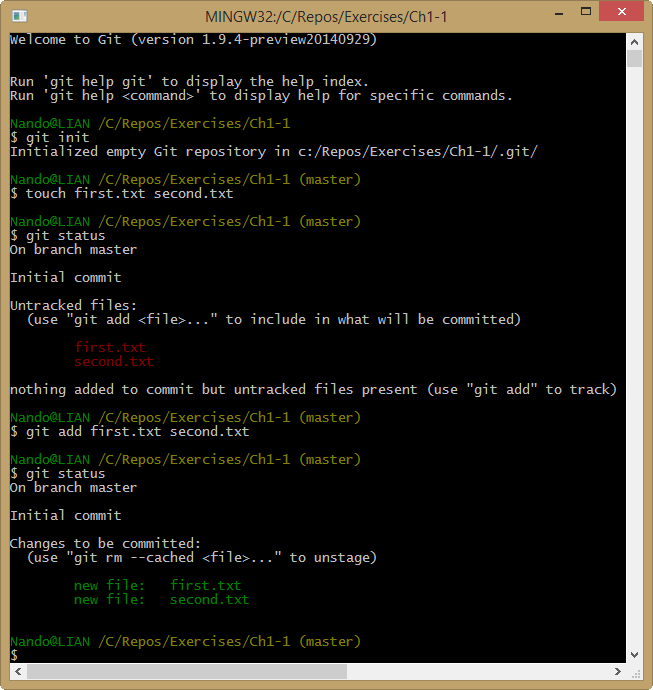 MINGW32:/C/Repos/Exercises/Ch1-1
Welcome to Git (version 1.9.4-preview20140929)
Run 'git help git' to display the help index.
Run 'git help <command>' to display help for specific commands.
Nando@LIAN /C/Repos/Exercises/Ch1-1
$ git init
Initialized empty Git repository in c:/Repos/Exercises/Ch1-1/.git/
Nando@LIAN /C/Repos/Exercises/Ch1-1 (master)
$ touch first.txt second.txt
Nando@LIAN /C/Repos/Exercises/Ch1-1 (master)
$ git status
On branch master
Initial commit
Untracked files:
  (use "git add <file>..." to include in what will be committed)
        first.txt
        second.txt
nothing added to commit but untracked files present (use "git add" to track)
Nando@LIAN /C/Repos/Exercises/Ch1-1 (master)
$ git add first.txt second.txt
Nando@LIAN /C/Repos/Exercises/Ch1-1 (master)
$ git status
On branch master
Initial commit
Changes to be committed:
  (use "git rm --cached <file>..." to unstage)
        new file:   first.txt
        new file:   second.txt
Nando@LIAN /C/Repos/Exercises/Ch1-1 (master)
$